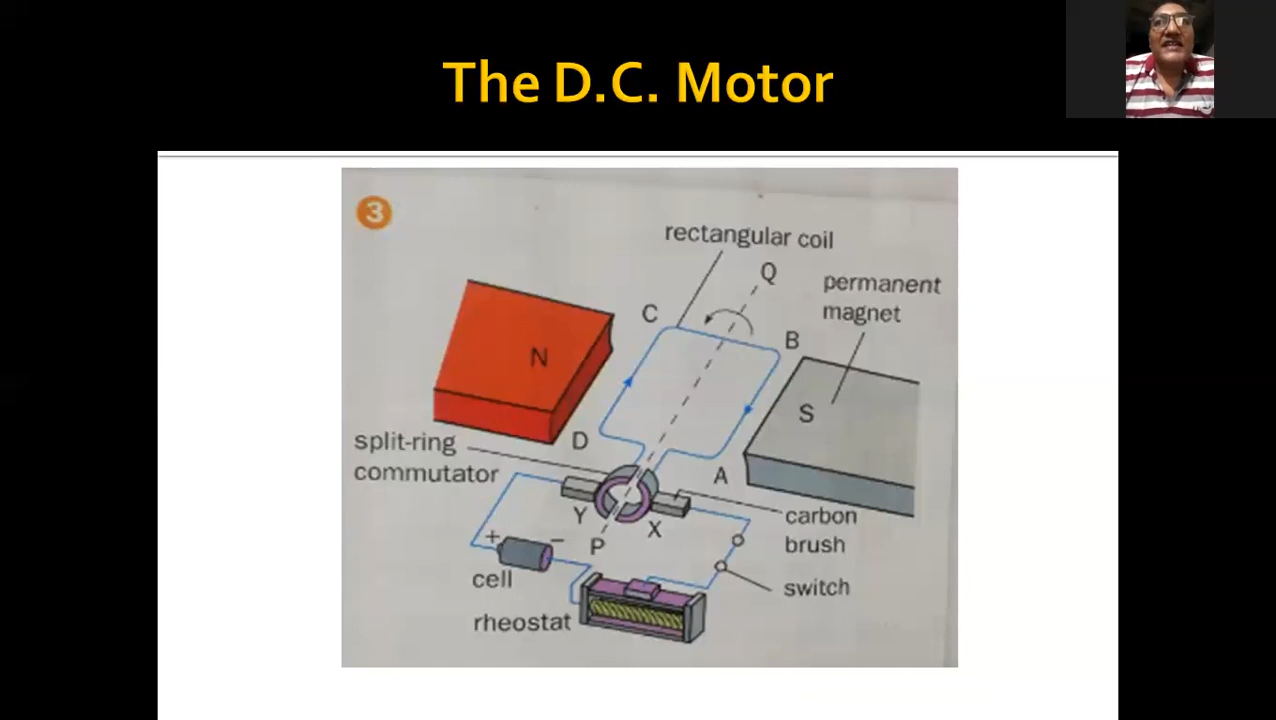 The D.C. Motor
3
rectangular coil
Q
permanent
magnet
C
B
N
S
D
split-ring
commutator
A
Y
X
carbon
brush
P
+
−
cell
switch
rheostat